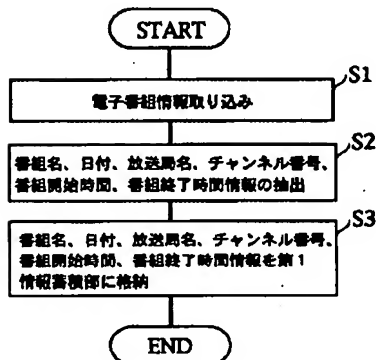 START
S1
電子番組情報取り込み
S2
番組名、日付、放送局名、チャンネル番号、
番組開始時間、番組終了時間情報の抽出
S3
番組名、日付、放送局名、チャンネル番号、
番組開始時間、番組終了時間情報を第1
情報蓄積部に格納
END